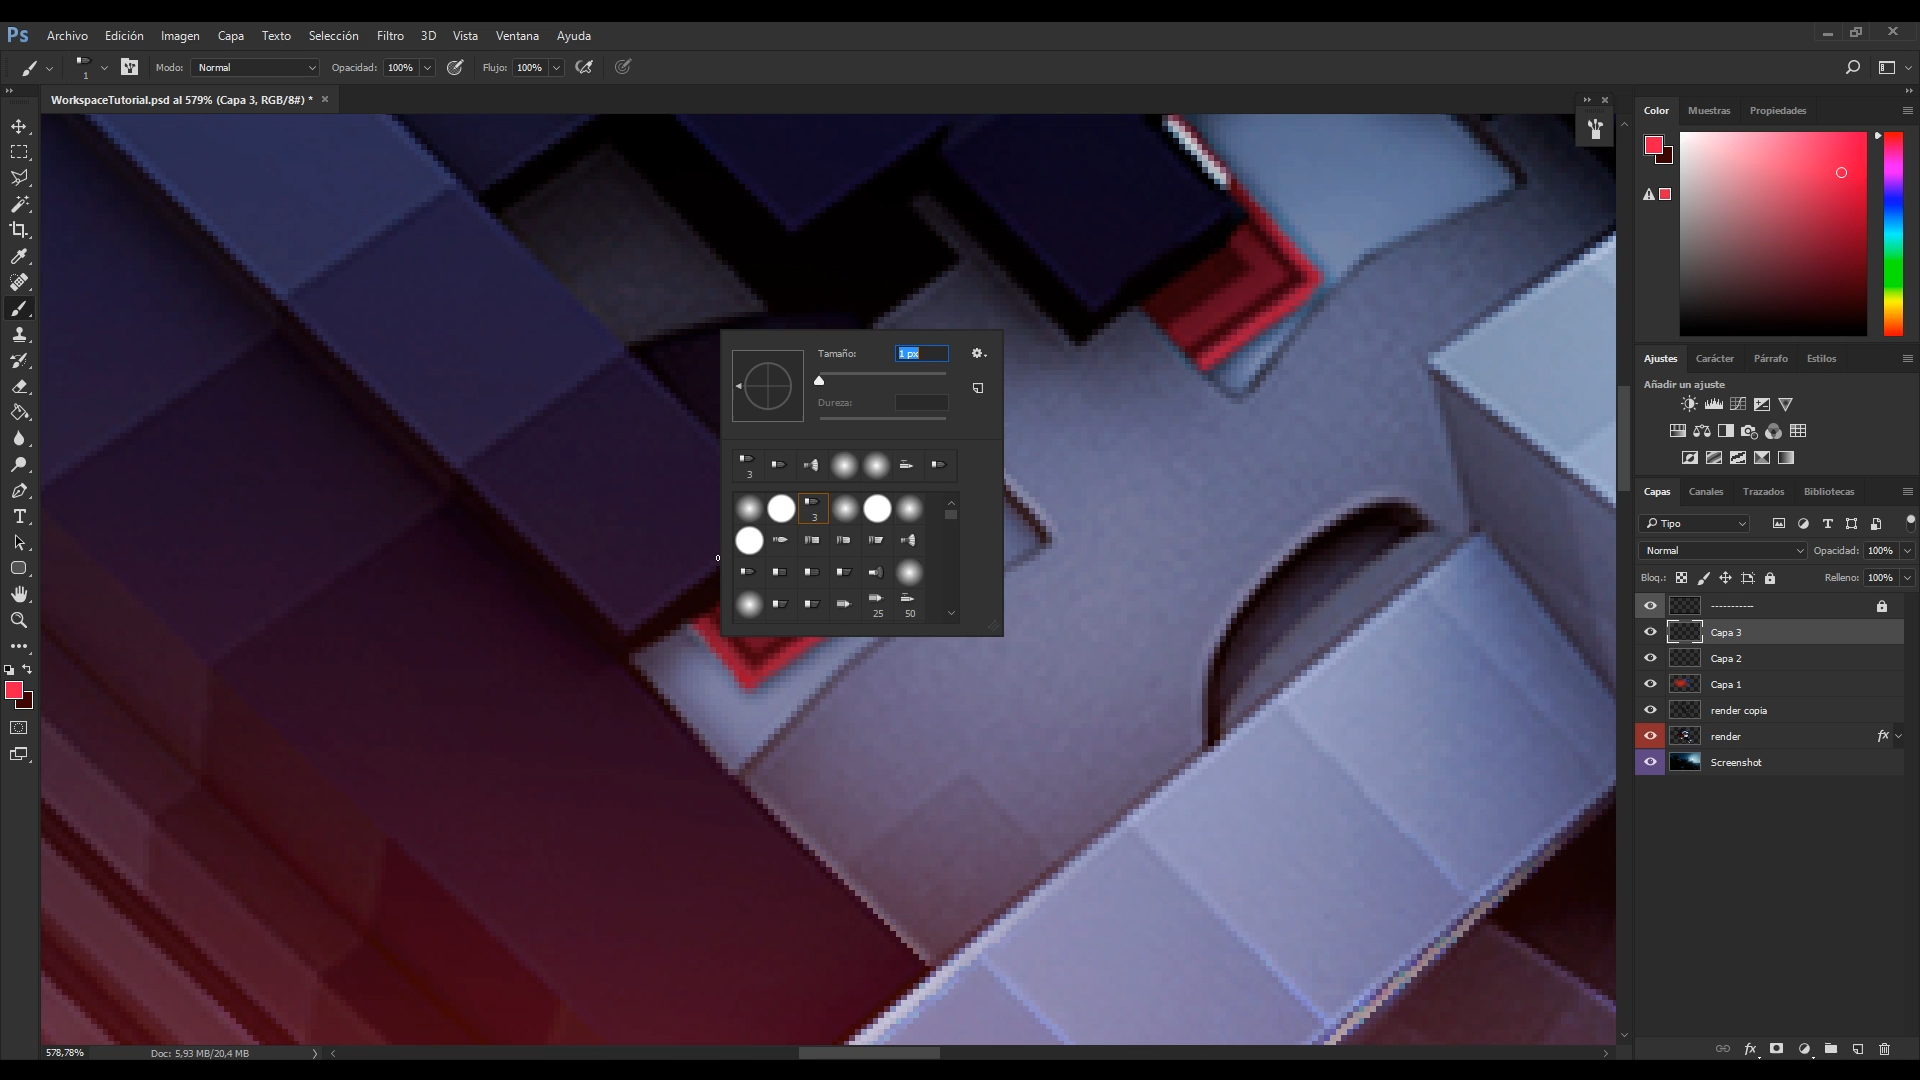 Ps Archivo Edición Imagen Capa Texto Selección Filtro 3D Vista Ventana Ayuda
1 Modo: Normal Opacidad: 100% Flujo: 100%
WorkspaceTutorial.psd al 579% (Capa 3, RGB/8#) * ×
Color Muestras Propiedades
Tamaño: 1 px
Dureza:
3
3
25 50
Ajustes Carácter Párrafo Estilos
Añadir un ajuste
Capas Canales Trazados Bibliotecas
Tipo
Normal Opacidad: 100%
Bloq.: Relleno: 100%
-----------
Capa 3
Capa 2
Capa 1
render copia
render fx
Screenshot
578,78% Doc: 5,93 MB/20,4 MB
fx